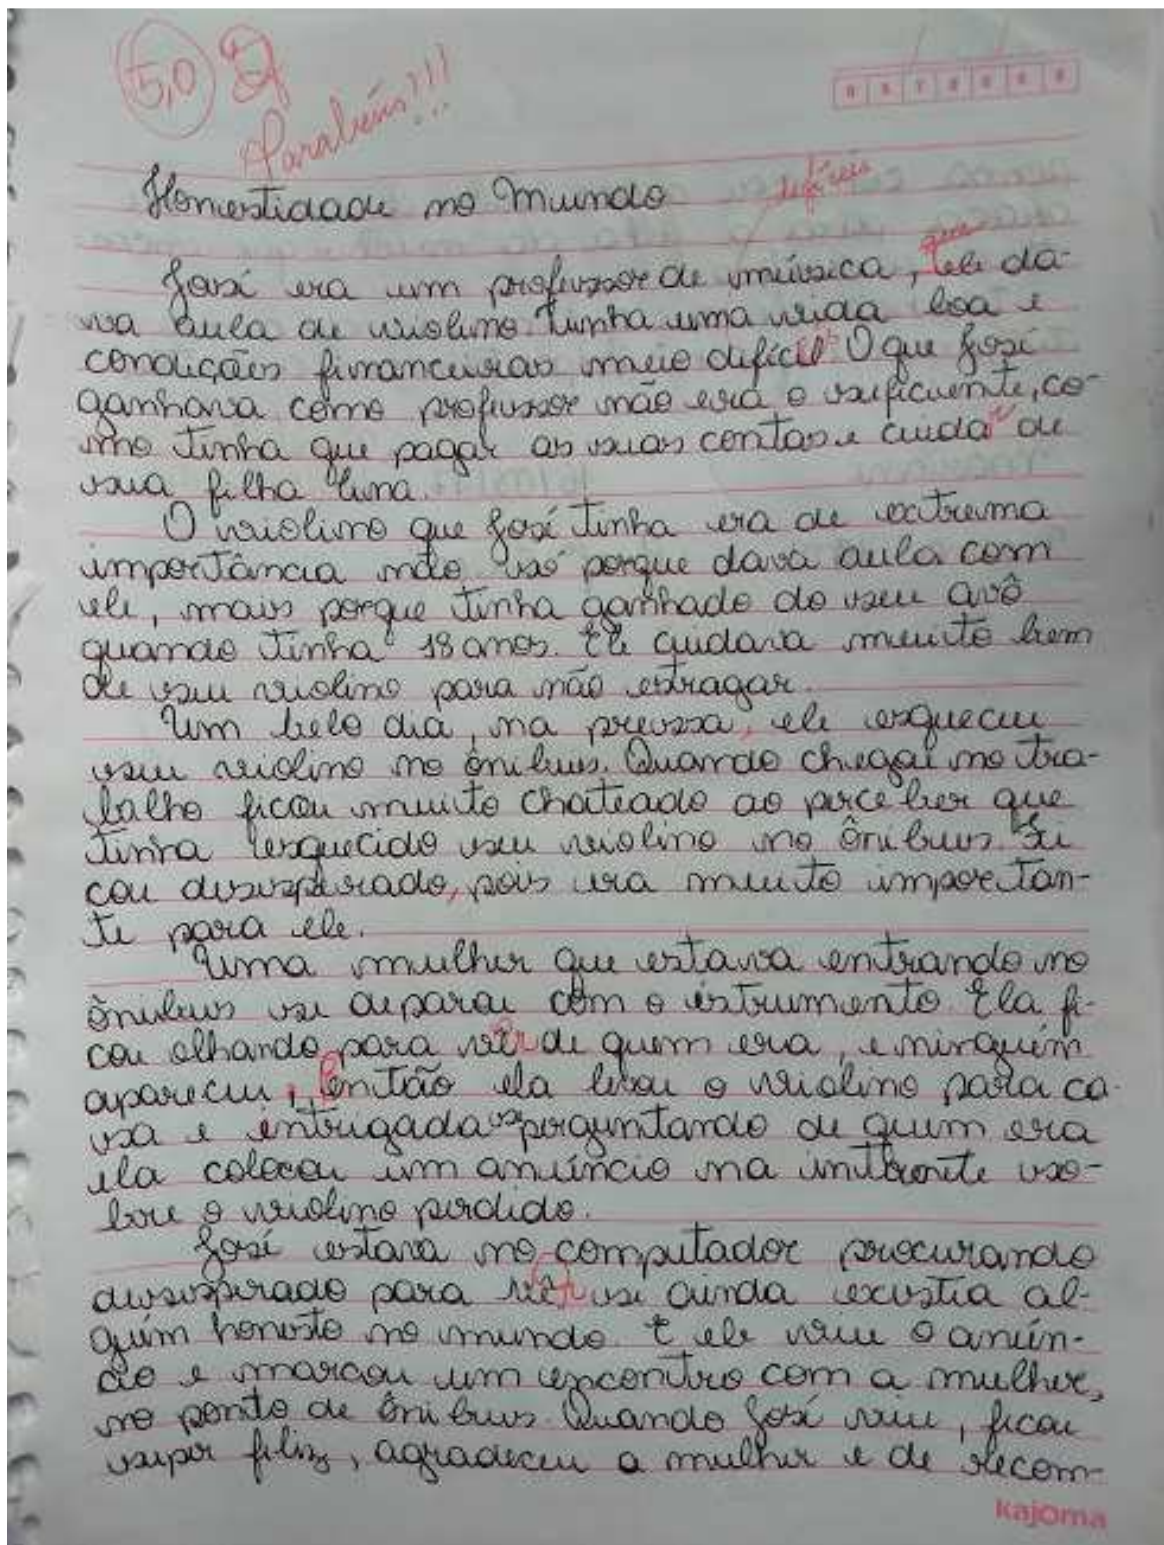 5,0
Parabéns!!!
D S T Q Q S S
Honestidade no Mundo
difíceis
que
José era um professor de música, ele da-
va aula de violino. Tinha uma vida boa e
condições financeiras meio difícil. O que José
ganhava como professor não era o suficiente, co-
mo tinha que pagar as suas contas e cuidar de
sua filha Luna.
O violino que José tinha era de extrema
importância não só porque dava aula com
ele, mais porque tinha ganhado do seu avô
quando tinha 18 anos. Ele cuidava muito bem
de seu violino para não estragar.
Um belo dia, na pressa, ele esqueceu
seu violino no ônibus. Quando chegou no tra-
balho ficou muito chateado ao perceber que
tinha esquecido seu violino no ônibus. Fi
cou desesperado, pois era muito importan-
te para ele.
Uma mulher que estava entrando no
ônibus se deparou com o istrumento. Ela fi-
cou olhando para ver de quem era, e ninguém
apareceu, então ela levou o violino para ca-
sa e intrigada se perguntando de quem era
ela colocou um anúncio na so-
bre o violino perdido.
José estava no computador procurando
desesperado para ver se ainda existia al-
guém honesto no mundo. E ele viu o anún-
cio e marcou um encontro com a mulher,
no ponto de ônibus. Quando José viu, ficou
super feliz, agradeceu a mulher e de recom-
kajoma